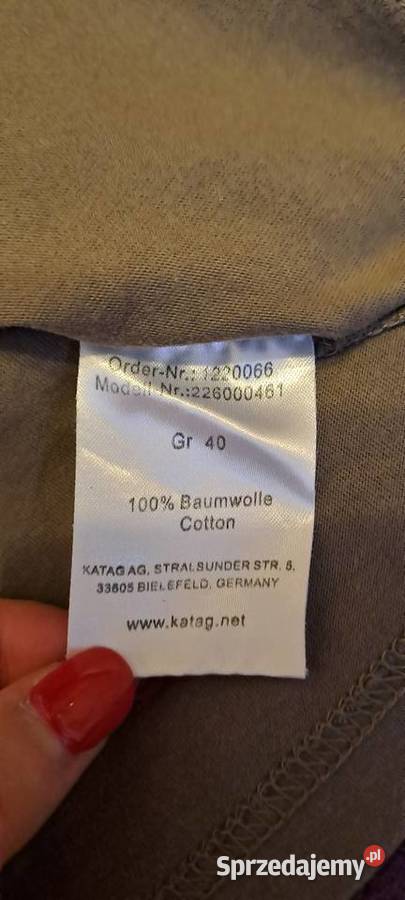 Order-Nr.:1220066
Modell-Nr.:226000461
Gr 40
100% Baumwolle
Cotton
KATAG AG, STRALSUNDER STR. 5,
33605 BIELEFELD, GERMANY
www.katag.net
Sprzedajemy.pl